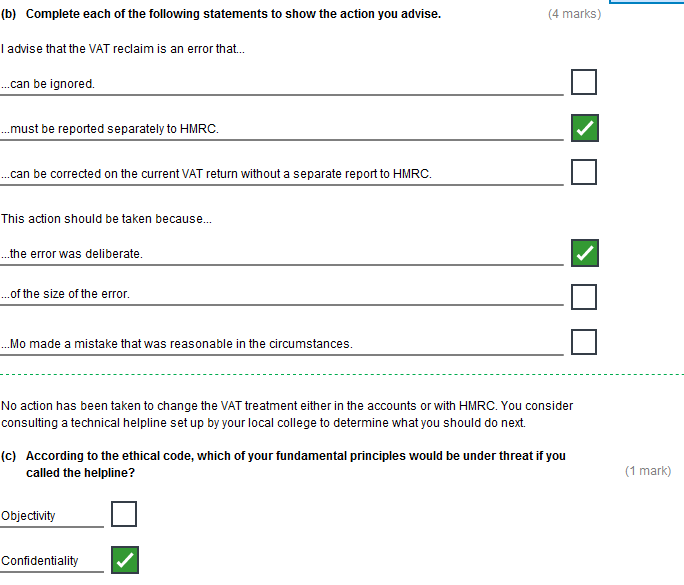 (b) Complete each of the following statements to show the action you advise. (4 marks)
I advise that the VAT reclaim is an error that...
...can be ignored.
...must be reported separately to HMRC.
...can be corrected on the current VAT return without a separate report to HMRC.
This action should be taken because...
...the error was deliberate.
...of the size of the error.
...Mo made a mistake that was reasonable in the circumstances.
No action has been taken to change the VAT treatment either in the accounts or with HMRC. You consider
consulting a technical helpline set up by your local college to determine what you should do next.
(c) According to the ethical code, which of your fundamental principles would be under threat if you
called the helpline? (1 mark)
Objectivity
Confidentiality